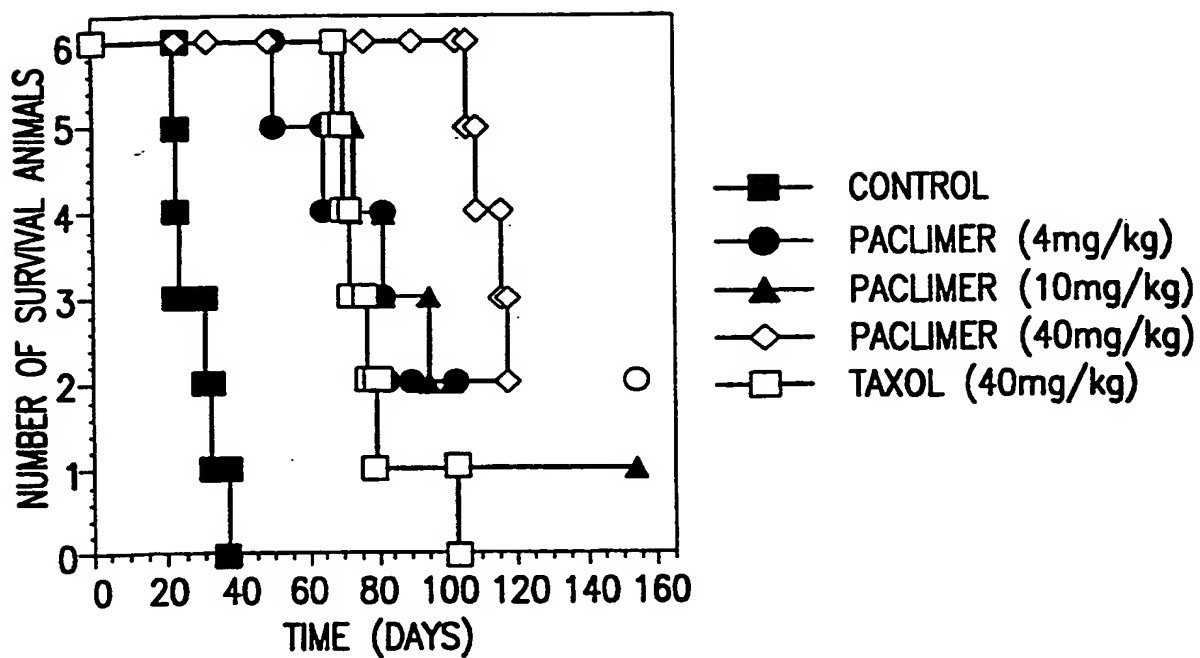 NUMBER OF SURVIVAL ANIMALS
6
5
4
3
2
1
0
0 20 40 60 80 100 120 140 160
TIME (DAYS)
CONTROL
PACLIMER (4mg/kg)
PACLIMER (10mg/kg)
PACLIMER (40mg/kg)
TAXOL (40mg/kg)